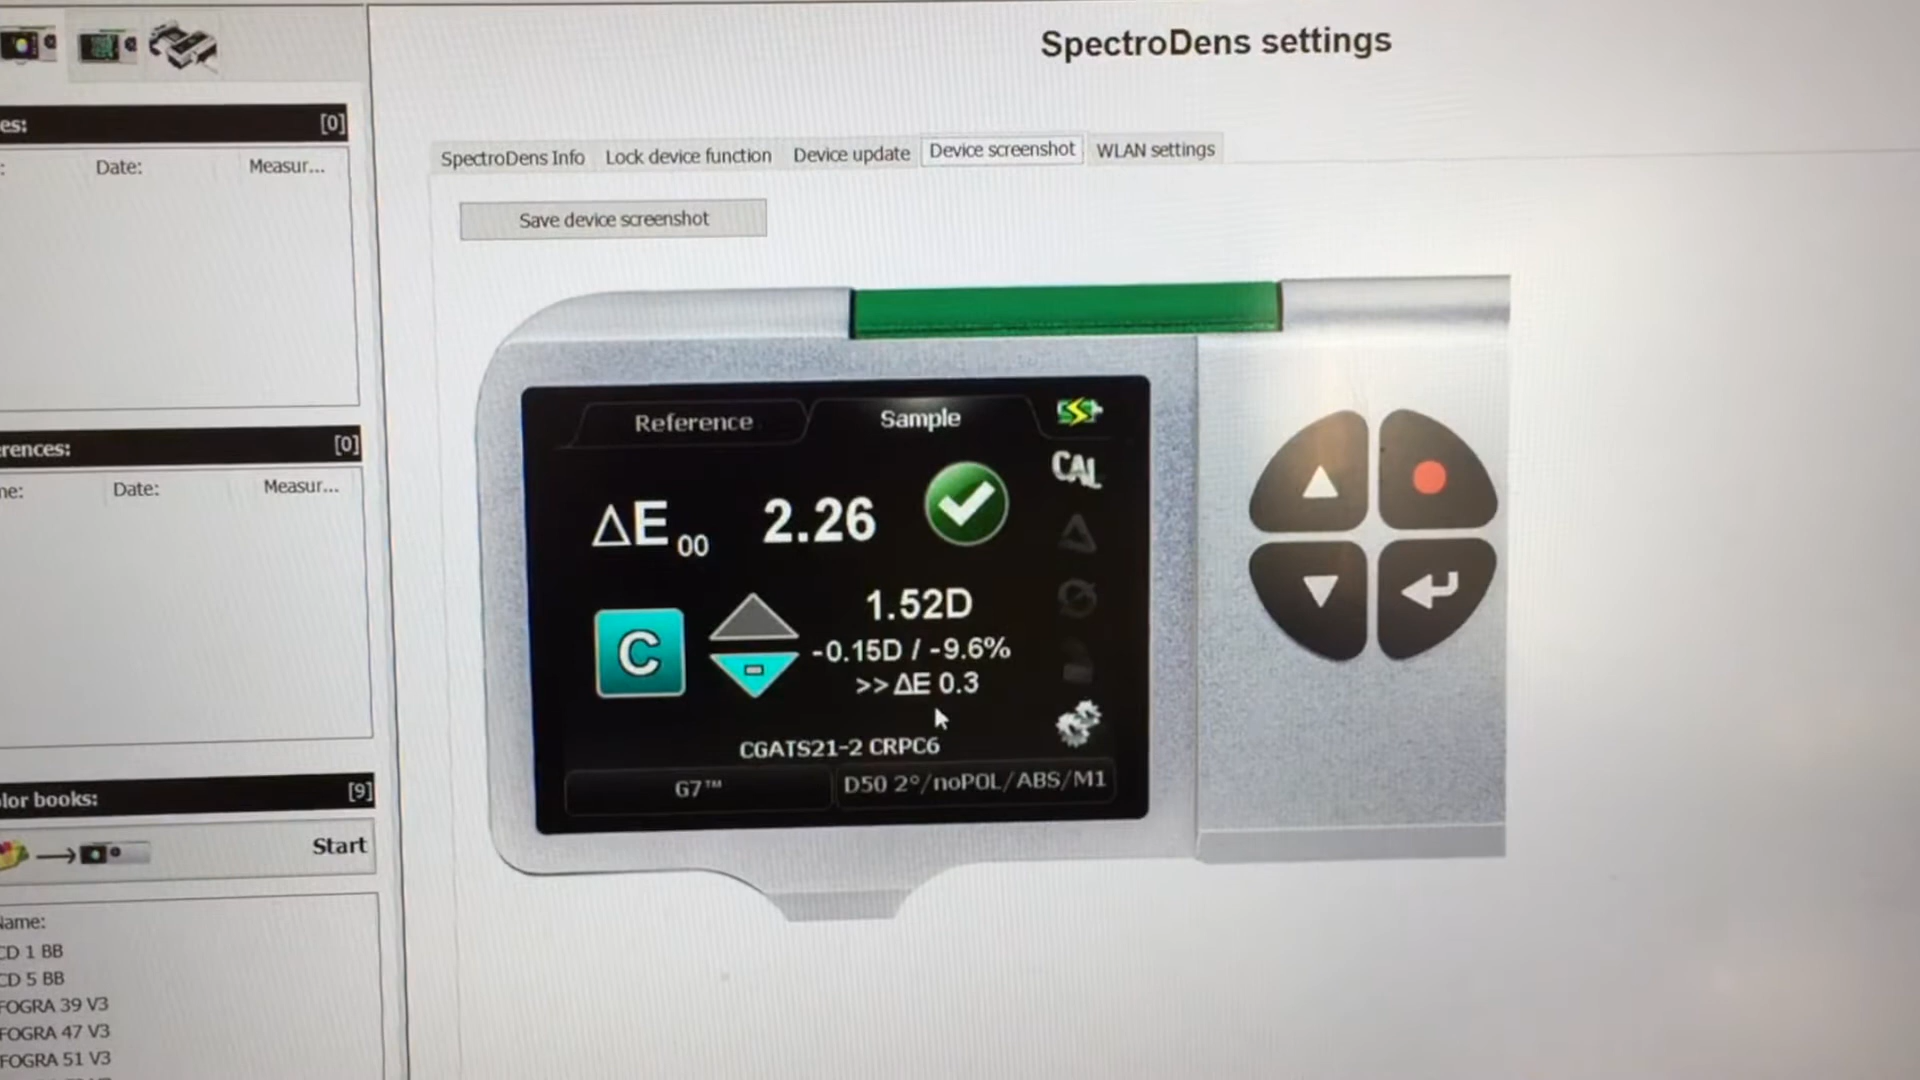 SpectroDens settings
es: [0]
Date: Measur...
rences: [0]
ne: Date: Measur...
lor books: [9]
Start
Name:
CD 1 BB
CD 5 BB
FOGRA 39 V3
FOGRA 47 V3
FOGRA 51 V3
SpectroDens Info Lock device function Device update Device screenshot WLAN settings
Save device screenshot
Reference Sample
CAL
ΔE00 2.26
C
1.52D
-0.15D / -9.6%
>>ΔE 0.3
CGATS21-2 CRPC6
G7™ D50 2°/noPOL/ABS/M1